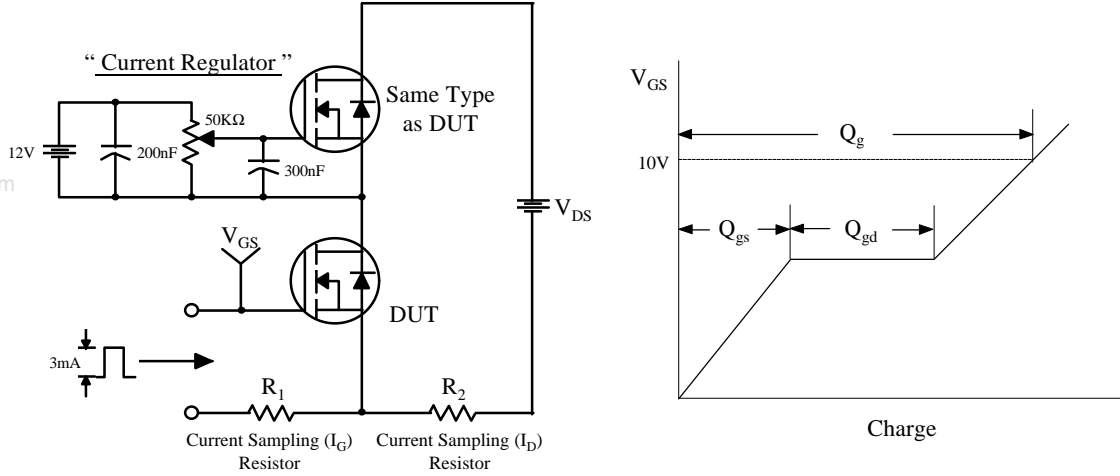 “ Current Regulator ”
12V
200nF
50KΩ
300nF
Same Type
as DUT
V_DS
m
V_GS
DUT
3mA
R_1
R_2
Current Sampling (I_G)
Resistor
Current Sampling (I_D)
Resistor
V_GS
Q_g
10V
Q_gs
Q_gd
Charge